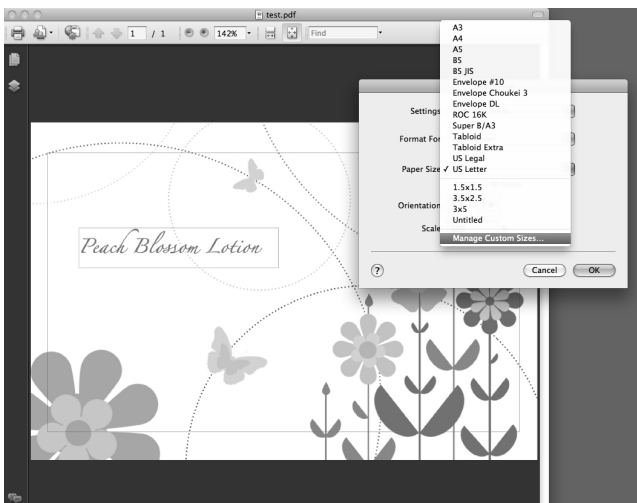 test.pdf
1 / 1
142%
Find
A3
A4
A5
B5
B5 JIS
Envelope #10
Envelope Choukei 3
Envelope DL
ROC 16K
Super B/A3
Tabloid
Tabloid Extra
US Legal
✓ US Letter
1.5x1.5
3.5x2.5
3x5
Untitled
Manage Custom Sizes...
Settings
Format For
Paper Size
Orientation
Scale
? Cancel OK
Peach Blossom Lotion